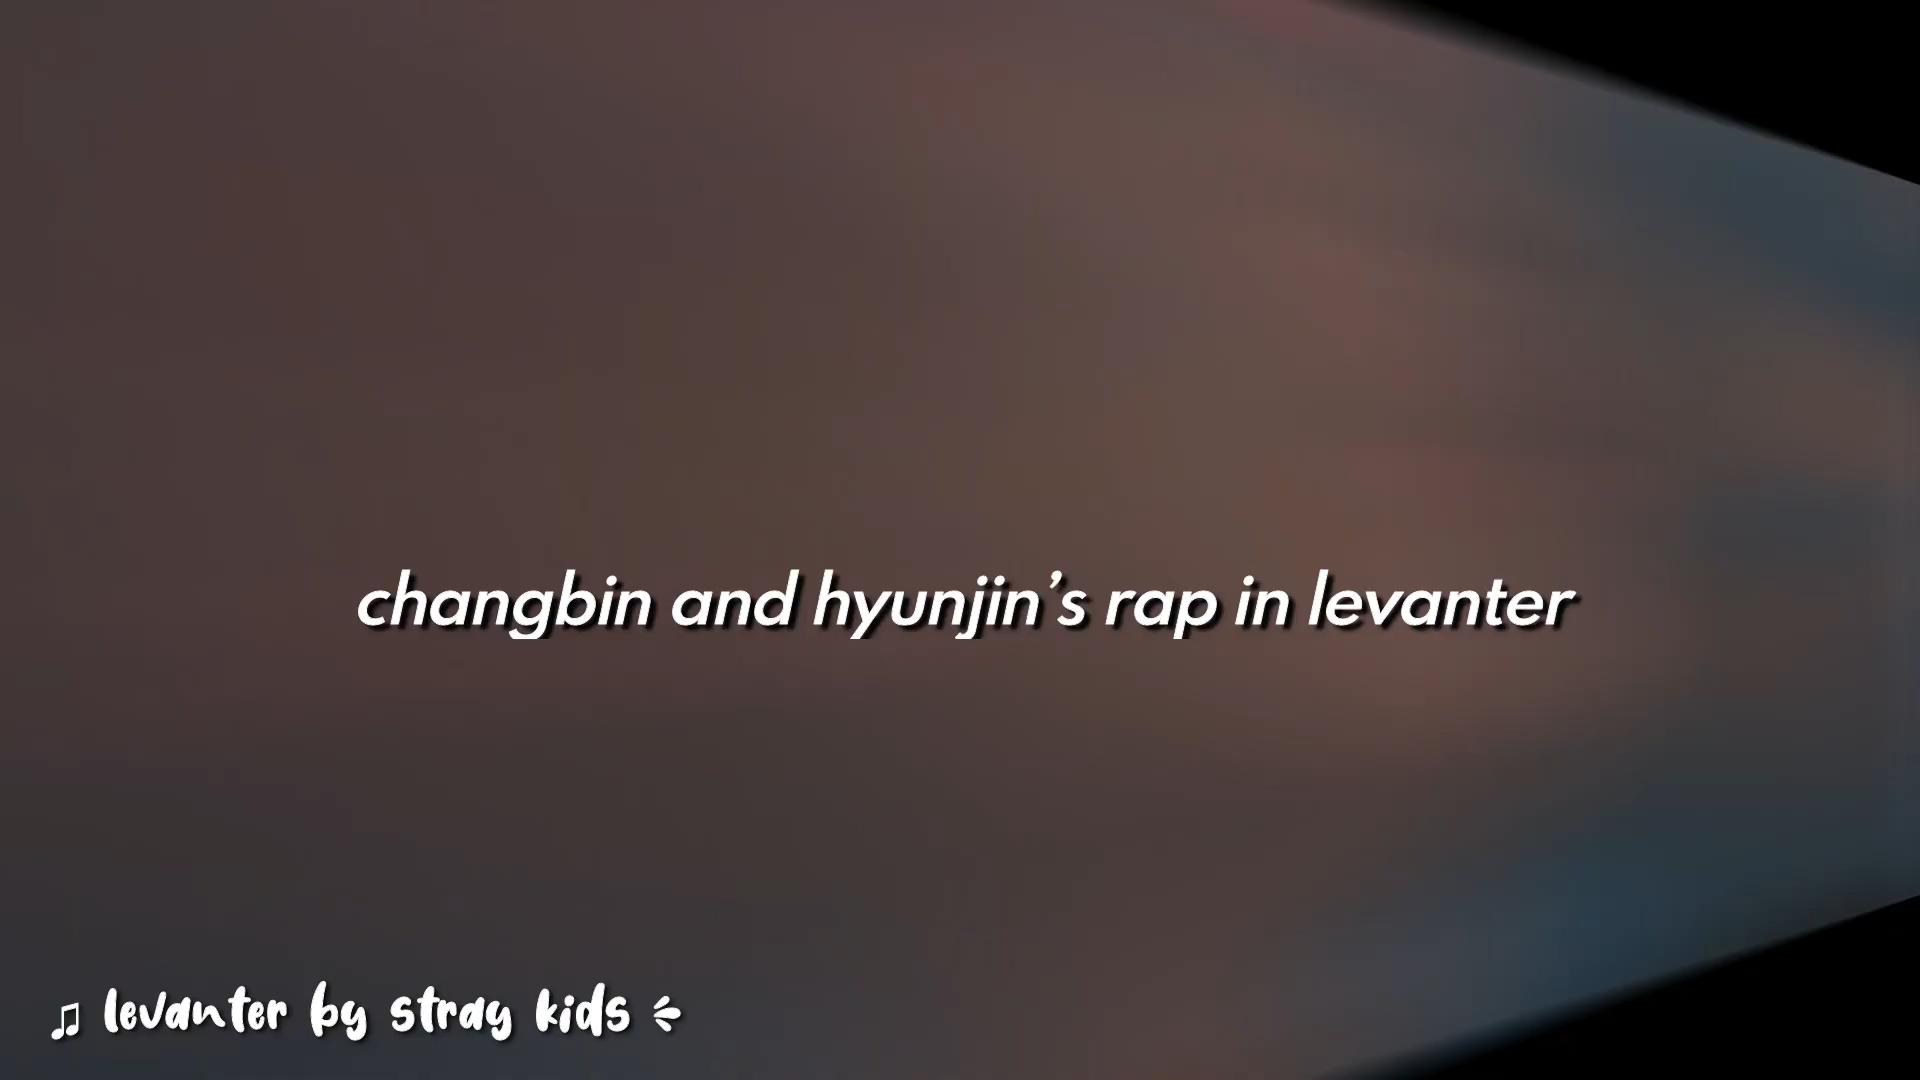 changbin and hyunjin’s rap in levanter
♫ levanter by stray kids